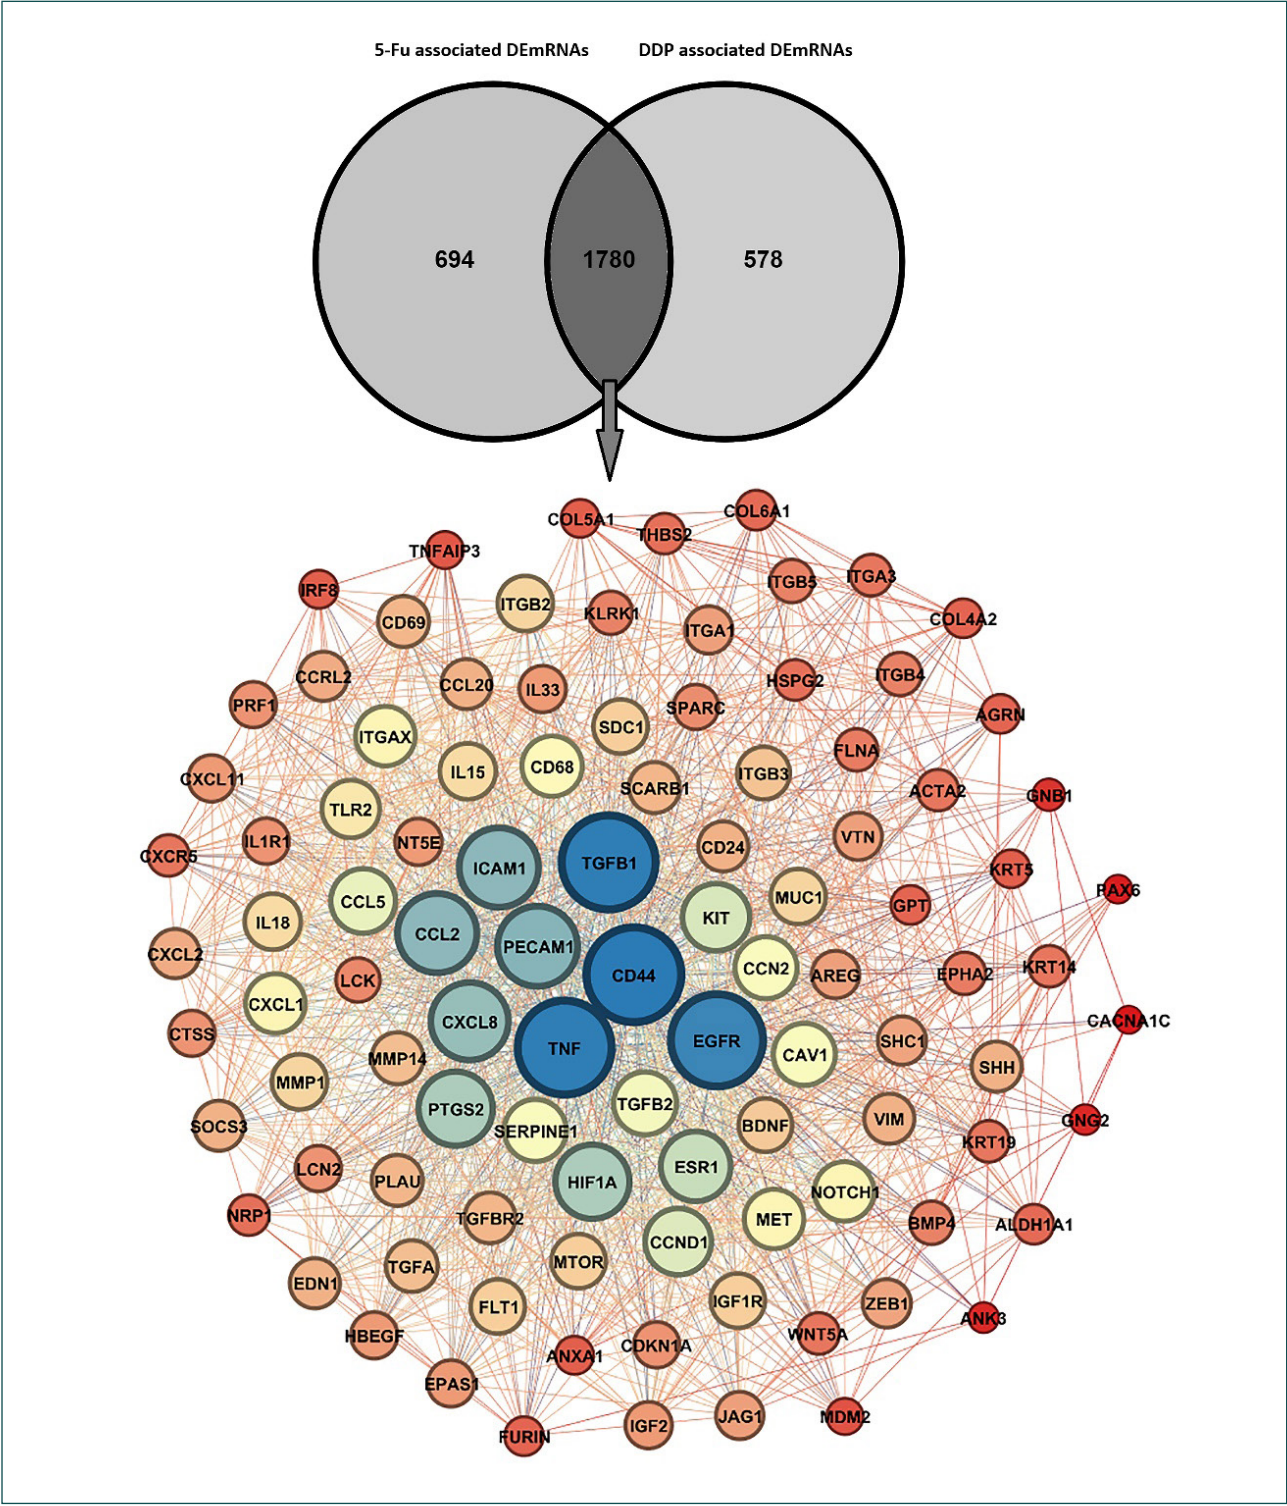 5-Fu associated DEmRNAs DDP associated DEmRNAs
694 1780 578
COL5A1 THBS2 COL6A1
TNFAIP3
IRF8 CD69 ITGB2 KLRK1 ITGA1 ITGB5 ITGA3
COL4A2
CCRL2 CCL20 IL33 HSPG2 ITGB4
PRF1 SPARC AGRN
ITGAX SDC1 FLNA
CXCL11 IL15 CD68 SCARB1 ITGB3 ACTA2 GNB1
TLR2
CXCR5 IL1R1 NT5E ICAM1 TGFB1 CD24 VTN KRT5
CCL5 KIT MUC1 GPT PAX6
IL18 CCL2 PECAM1
CXCL2 LCK CD44 CCN2 AREG EPHA2 KRT14
CXCL1
CTSS CXCL8 TNF EGFR CAV1 SHC1 CACNA1C
MMP14
MMP1 SHH
SOCS3 PTGS2 SERPINE1 TGFB2 BDNF VIM KRT19 GNG2
LCN2 PLAU HIF1A ESR1 NOTCH1
NRP1 TGFBR2 CCND1 MET BMP4 ALDH1A1
EDN1 TGFA MTOR
HBEGF FLT1 IGF1R ZEB1 ANK3
ANXA1 CDKN1A WNT5A
EPAS1
FURIN IGF2 JAG1 MDM2